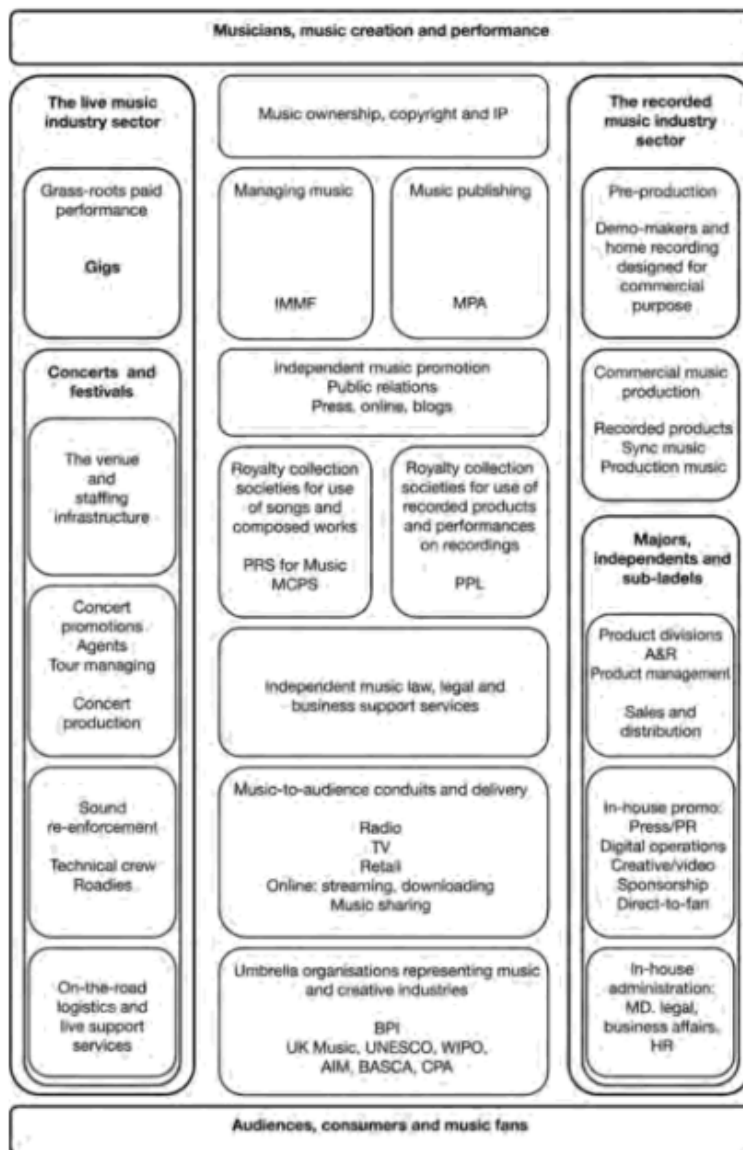 Musicians, music creation and performance
The live music
industry sector
Grass-roots paid
performance
Gigs
Concerts and
festivals
The venue
and
staffing
infrastructure
Concert
promotions
Agents
Tour managing
Concert
production
Sound
re-enforcement
Technical crew
Roadies
On-the-road
logistics and
live support
services
Music ownership, copyright and IP
Managing music
IMMF
Music publishing
MPA
Independent music promotion
Public relations
Press, online, blogs
Royalty collection
societies for use
of songs and
composed works
PRS for Music
MCPS
Royalty collection
societies for use of
recorded products
and performances
on recordings
PPL
Independent music law, legal and
business support services
Music-to-audience conduits and delivery
Radio
TV
Retail
Online: streaming, downloading
Music sharing
Umbrella organisations representing music
and creative industries
BPI
UK Music, UNESCO, WIPO,
AIM, BASCA, CPA
The recorded
music industry
sector
Pre-production
Demo-makers and
home recording
designed for
commercial
purpose
Commercial music
production
Recorded products
Sync music
Production music
Majors,
independents and
sub-ladels
Product divisions
A&R
Product management
Sales and
distribution
In-house promo:
Press/PR
Digital operations
Creative/video
Sponsorship
Direct-to-fan
In-house
administration:
MD. legal,
business affairs,
HR
Audiences, consumers and music fans